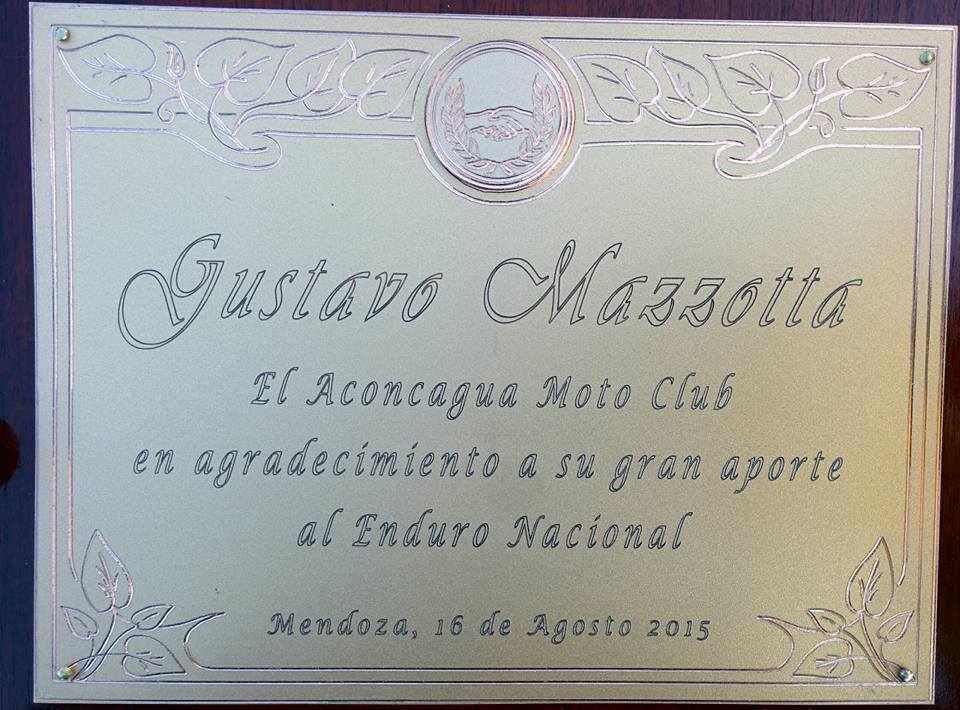 Gustavo Mazzotta
El Aconcagua Moto Club
en agradecimiento a su gran aporte
al Enduro Nacional
Mendoza, 16 de Agosto 2015